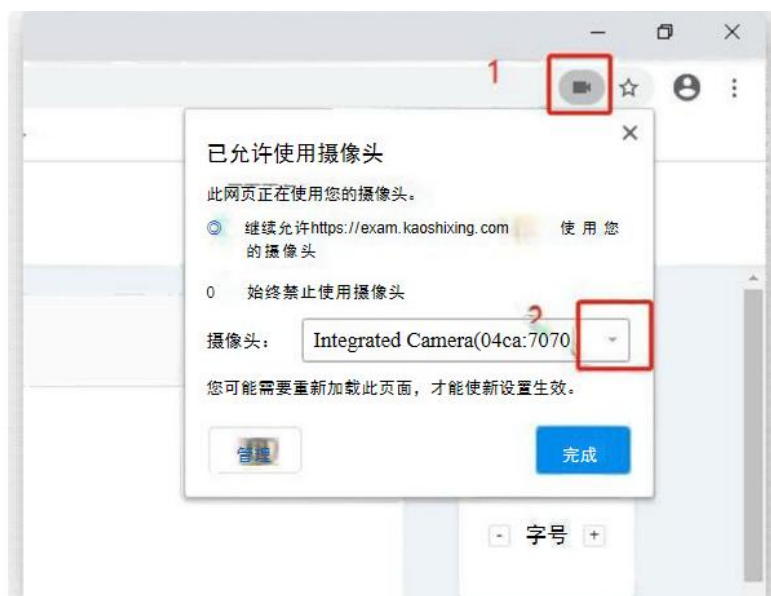 1
已允许使用摄像头
此网页正在使用您的摄像头。
◎ 继续允许https://exam.kaoshixing.com 使用您
的摄像头
0 始终禁止使用摄像头
2
摄像头: Integrated Camera(04ca:7070
您可能需要重新加载此页面,才能使新设置生效。
管理 完成
- 字号 +